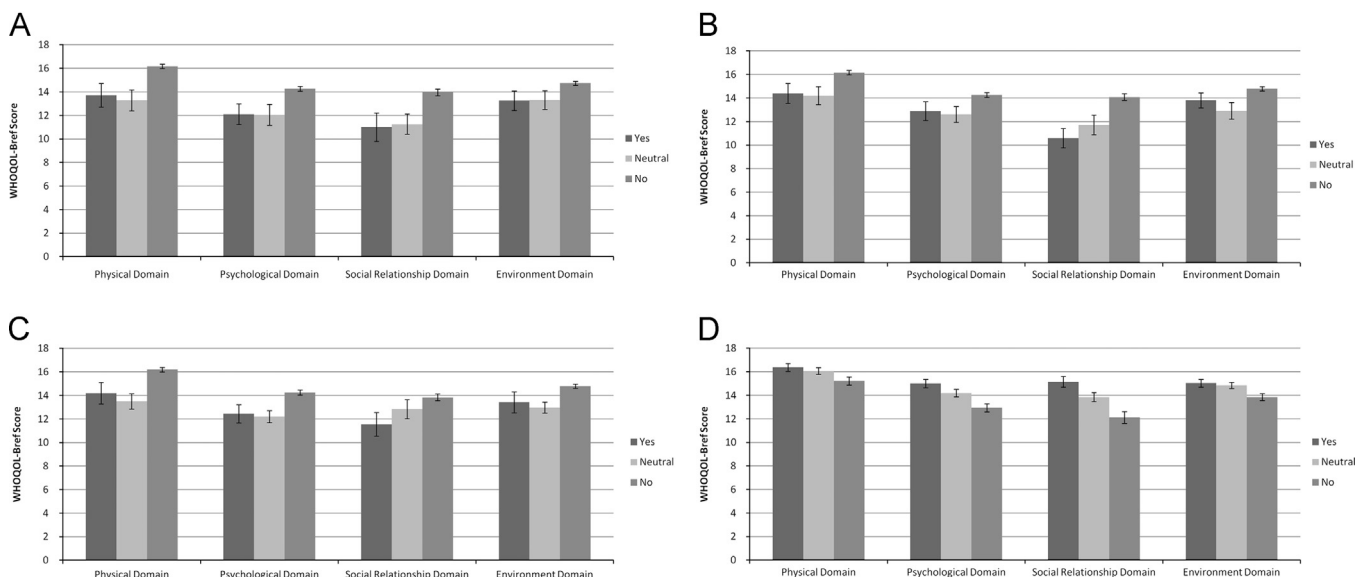 A
WHOQOL-Bref Score
18
16
14
12
10
8
6
4
2
0
Physical Domain
Psychological Domain
Social Relationship Domain
Environment Domain
Yes
Neutral
No
B
WHOQOL-Bref Score
18
16
14
12
10
8
6
4
2
0
Physical Domain
Psychological Domain
Social Relationship Domain
Environment Domain
Yes
Neutral
No
C
WHOQOL-Bref Score
18
16
14
12
10
8
6
4
2
0
Physical Domain
Psychological Domain
Social Relationship Domain
Environment Domain
Yes
Neutral
No
D
WHOQOL-Bref Score
18
16
14
12
10
8
6
4
2
0
Physical Domain
Psychological Domain
Social Relationship Domain
Environment Domain
Yes
Neutral
No